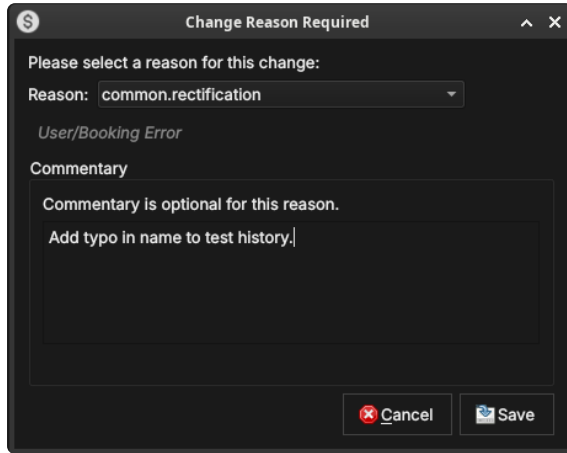 Change Reason Required
Please select a reason for this change:
Reason: common.rectification
User/Booking Error
Commentary
Commentary is optional for this reason.
Add typo in name to test history.
Cancel Save